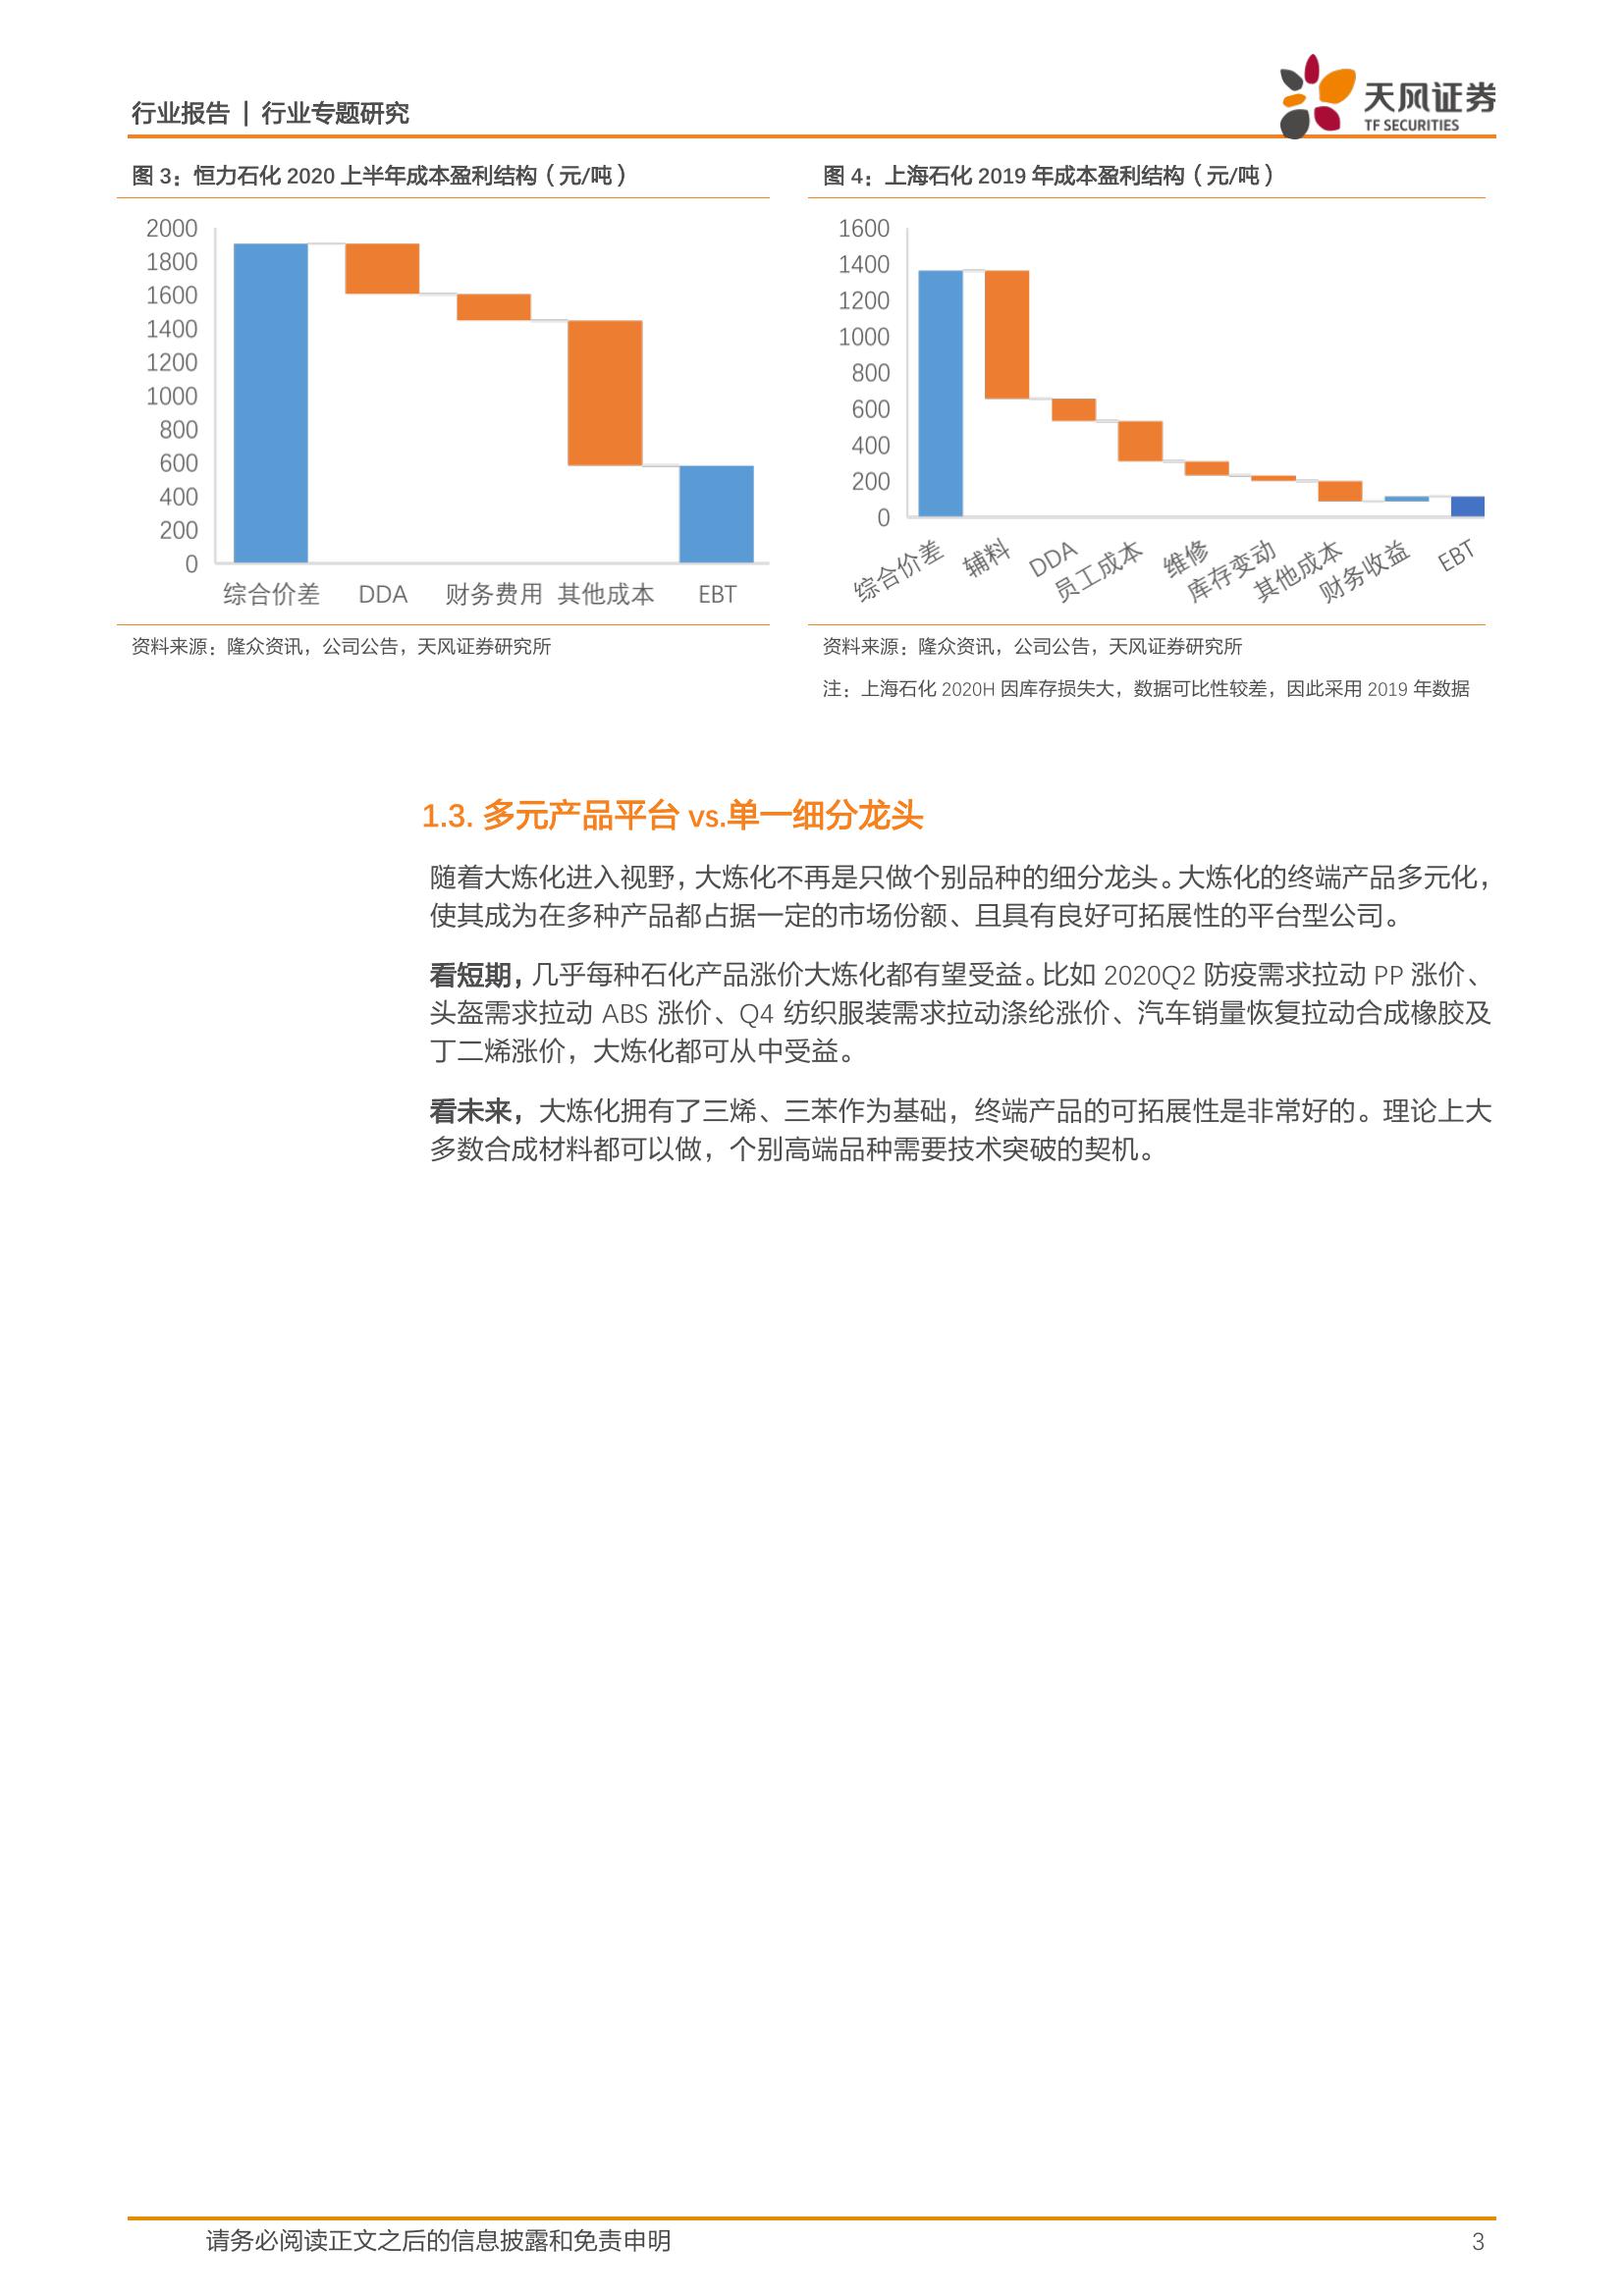 行业报告 | 行业专题研究
天风证券
TF SECURITIES
图 3：恒力石化 2020 上半年成本盈利结构（元/吨）
2000
1800
1600
1400
1200
1000
800
600
400
200
0
综合价差 DDA 财务费用 其他成本 EBT
资料来源：隆众资讯，公司公告，天风证券研究所
图 4：上海石化 2019 年成本盈利结构（元/吨）
1600
1400
1200
1000
800
600
400
200
0
综合价差 辅料 DDA 员工成本 维修 库存变动 其他成本 财务收益 EBT
资料来源：隆众资讯，公司公告，天风证券研究所
注：上海石化 2020H 因库存损失大，数据可比性较差，因此采用 2019 年数据
1.3. 多元产品平台 vs.单一细分龙头
随着大炼化进入视野，大炼化不再是只做个别品种的细分龙头。大炼化的终端产品多元化，
使其成为在多种产品都占据一定的市场份额、且具有良好可拓展性的平台型公司。
看短期，几乎每种石化产品涨价大炼化都有望受益。比如 2020Q2 防疫需求拉动 PP 涨价、
头盔需求拉动 ABS 涨价、Q4 纺织服装需求拉动涤纶涨价、汽车销量恢复拉动合成橡胶及
丁二烯涨价，大炼化都可从中受益。
看未来，大炼化拥有了三烯、三苯作为基础，终端产品的可拓展性是非常好的。理论上大
多数合成材料都可以做，个别高端品种需要技术突破的契机。
请务必阅读正文之后的信息披露和免责申明
3